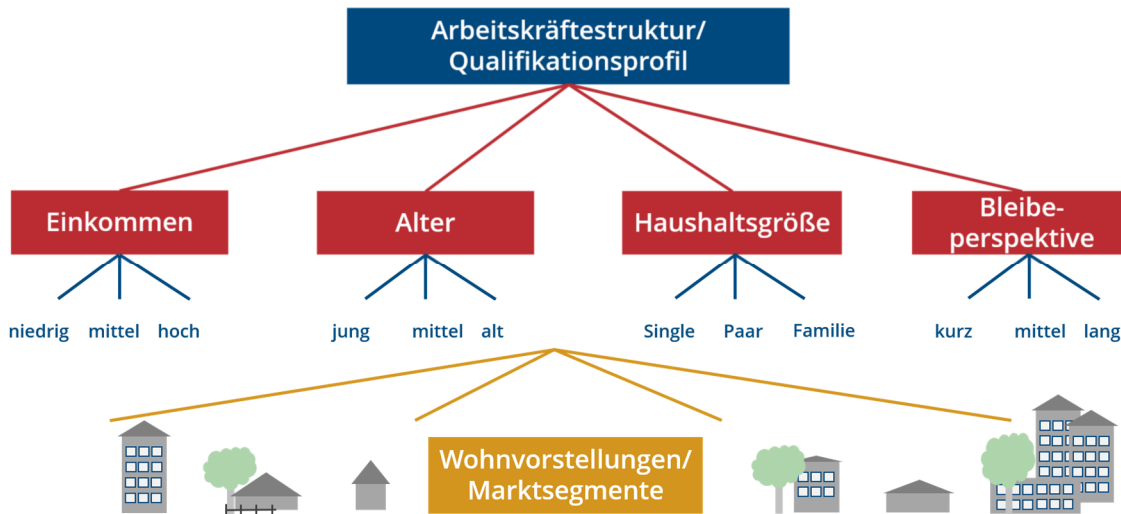 Arbeitskräftestruktur/
Qualifikationsprofil
Einkommen
Alter
Haushaltsgröße
Bleibe-
perspektive
niedrig mittel hoch
jung mittel alt
Single Paar Familie
kurz mittel lang
Wohnvorstellungen/
Marktsegmente